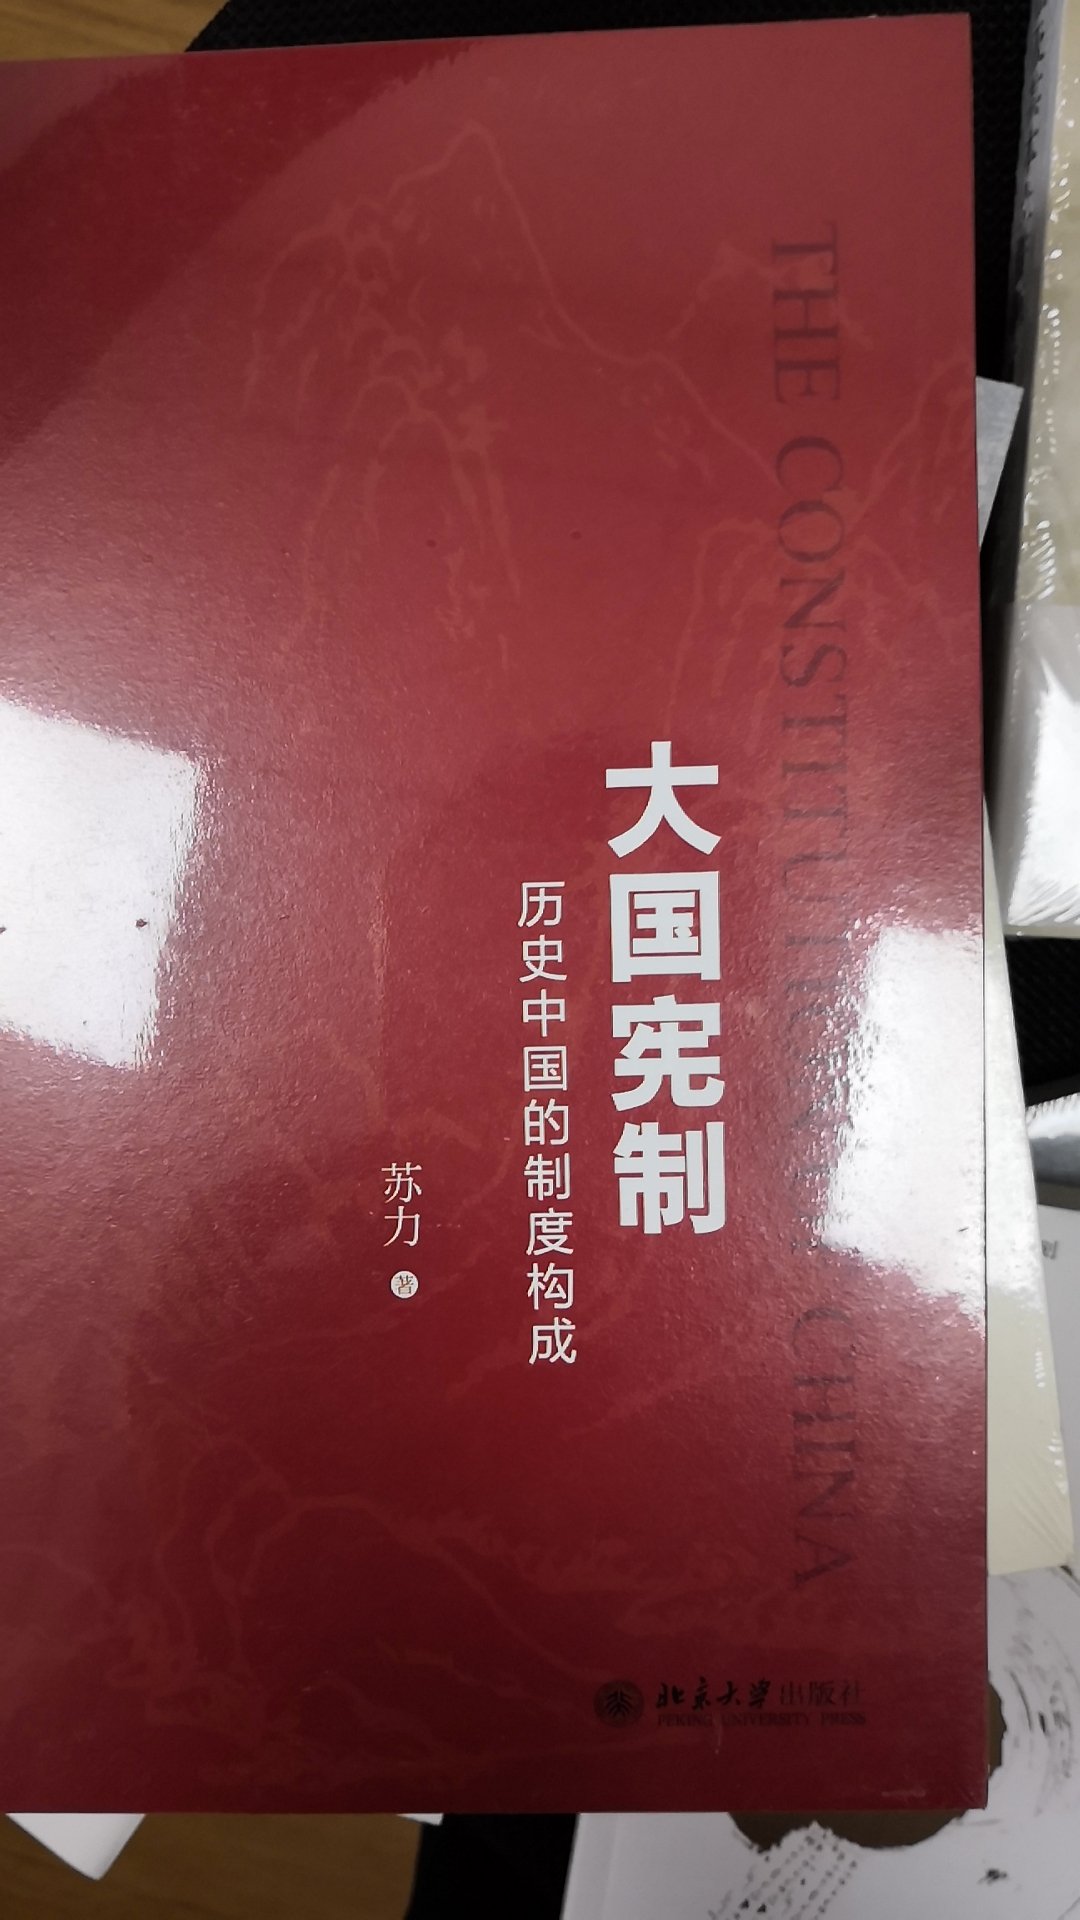 THE CONSTITUTION OF CHINA
大国宪制
历史中国的制度构成
苏力 著
北京大学出版社
PEKING UNIVERSITY PRESS
国